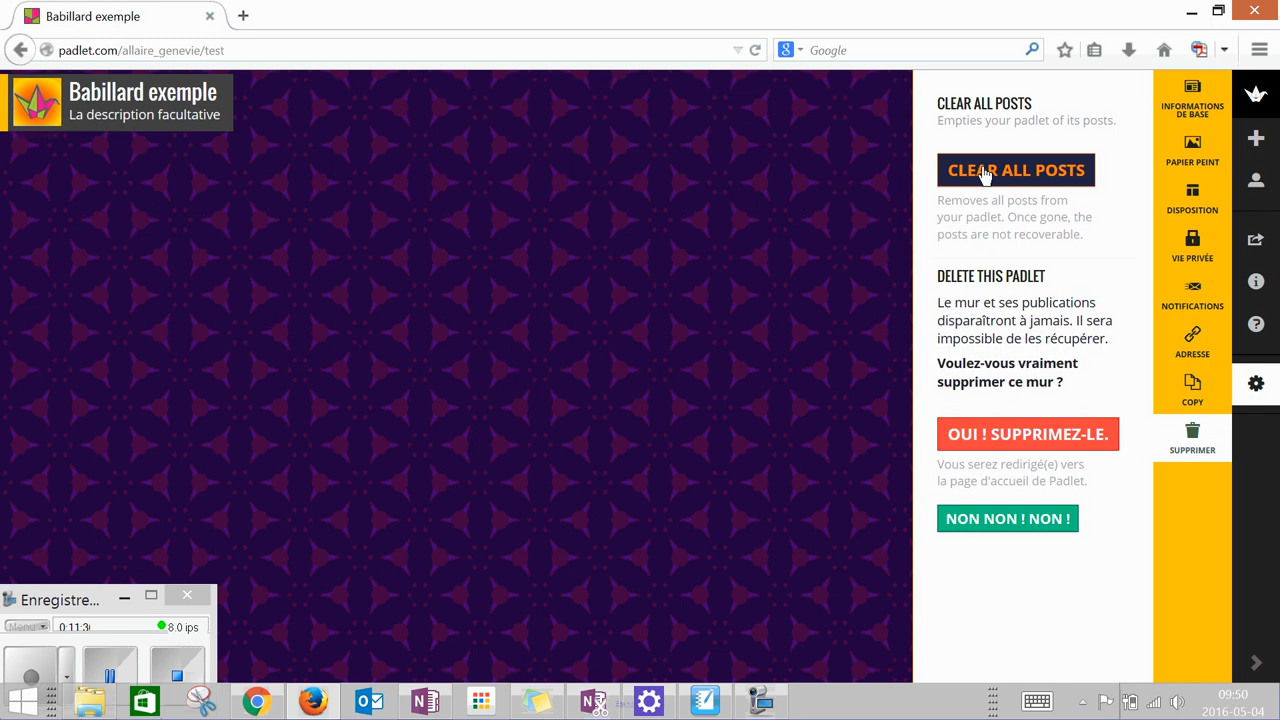 Babillard exemple
padlet.com/allaire_genevie/test
Google
Babillard exemple
La description facultative
CLEAR ALL POSTS
Empties your padlet of its posts.
CLEAR ALL POSTS
Removes all posts from
your padlet. Once gone, the
posts are not recoverable.
DELETE THIS PADLET
Le mur et ses publications
disparaîtront à jamais. Il sera
impossible de les récupérer.
Voulez-vous vraiment
supprimer ce mur ?
OUI ! SUPPRIMEZ-LE.
Vous serez redirigé(e) vers
la page d'accueil de Padlet.
NON NON ! NON !
INFORMATIONS
DE BASE
PAPIER PEINT
DISPOSITION
VIE PRIVÉE
NOTIFICATIONS
ADRESSE
COPY
SUPPRIMER
Enregistre...
Menu
0:11:3
8.0 ips
09:50
2016-05-04